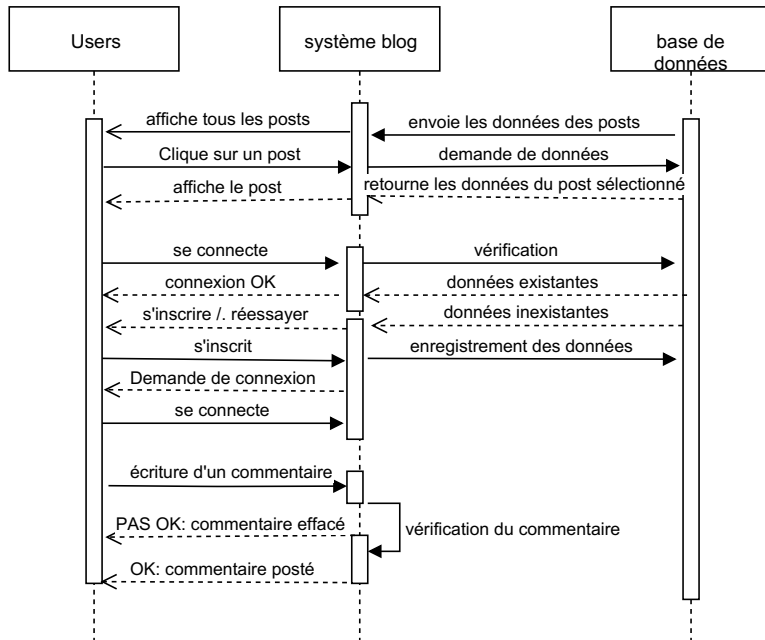 Users
système blog
base de
données
affiche tous les posts
envoie les données des posts
Clique sur un post
demande de données
affiche le post
retourne les données du post sélectionné
se connecte
vérification
connexion OK
données existantes
s'inscrire /. réessayer
données inexistantes
s'inscrit
enregistrement des données
Demande de connexion
se connecte
écriture d'un commentaire
PAS OK: commentaire effacé
vérification du commentaire
OK: commentaire posté